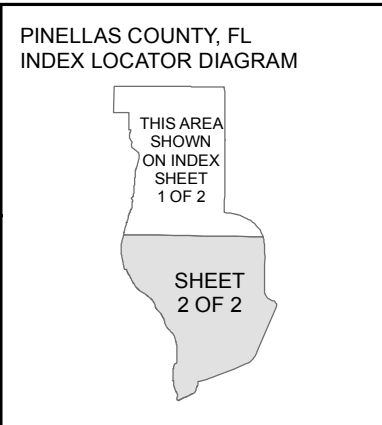 PINELLAS COUNTY, FL
INDEX LOCATOR DIAGRAM
THIS AREA
SHOWN
ON INDEX
SHEET
1 OF 2
SHEET
2 OF 2